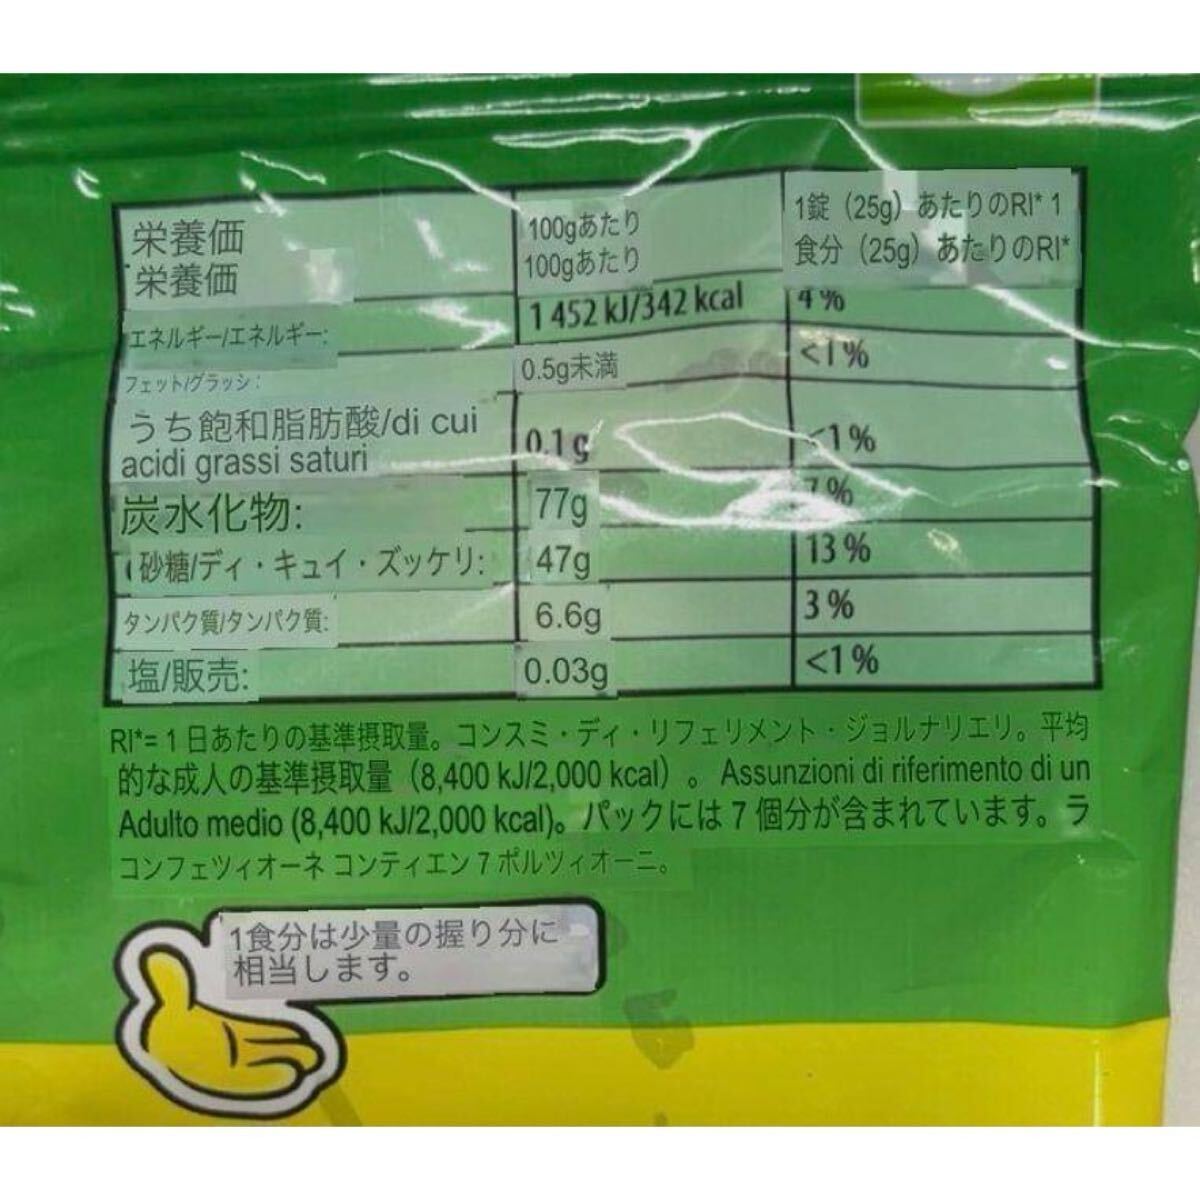 栄養価 100gあたり 1錠（25g）あたりのRI* 1
栄養価 100gあたり 食分（25g）あたりのRI*
エネルギー/エネルギー: 1 452 kJ/342 kcal 4 %
フェット/グラッシ: 0.5g未満 <1 %
うち飽和脂肪酸/di cui
acidi grassi saturi 0.1 g <1 %
炭水化物: 77g 7 %
砂糖/ディ・キュイ・ズッケリ: 47g 13 %
タンパク質/タンパク質: 6.6g 3 %
塩/販売: 0.03g <1 %
RI*= 1 日あたりの基準摂取量。コンスミ・ディ・リフェリメント・ジョルナリエリ。平均
的な成人の基準摂取量（8,400 kJ/2,000 kcal）。 Assunzioni di riferimento di un
Adulto medio (8,400 kJ/2,000 kcal)。パックには 7 個分が含まれています。ラ
コンフェツィオーネ コンティエン 7 ポルツィオーニ。
1食分は少量の握り分に
相当します。